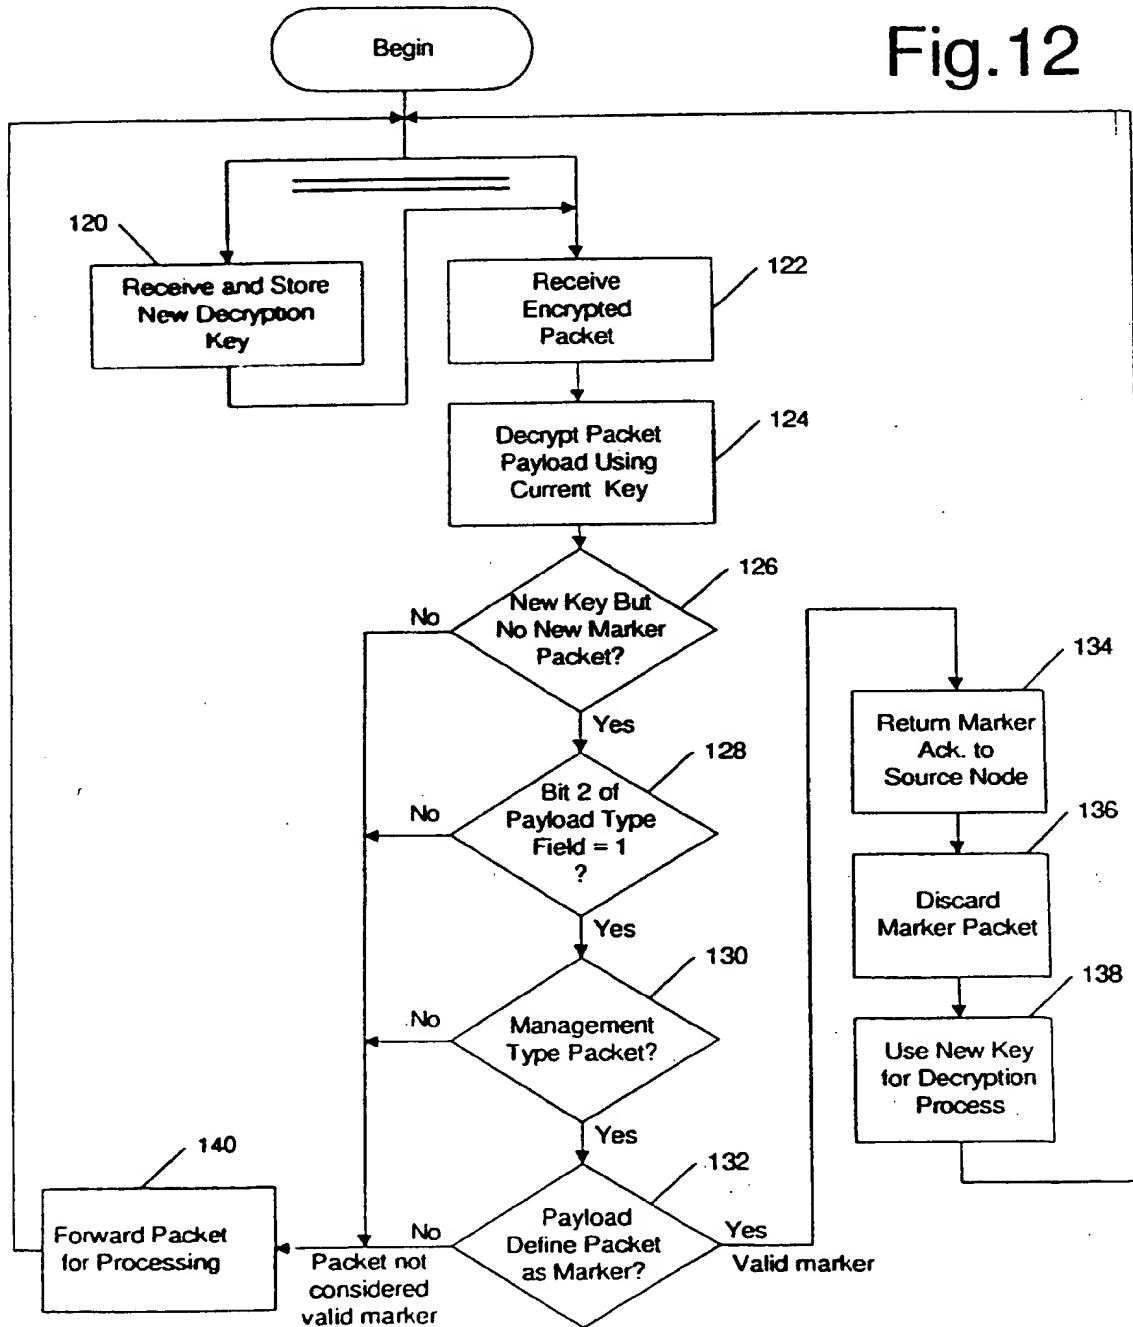 Fig.12
Begin
120
Receive and Store
New Decryption
Key
122
Receive
Encrypted
Packet
124
Decrypt Packet
Payload Using
Current Key
126
New Key But
No New Marker
Packet?
No
Yes
128
Bit 2 of
Payload Type
Field = 1
?
No
Yes
130
Management
Type Packet?
No
Yes
132
Payload
Define Packet
as Marker?
No
Packet not
considered
valid marker
Yes
Valid marker
134
Return Marker
Ack. to
Source Node
136
Discard
Marker Packet
138
Use New Key
for Decryption
Process
140
Forward Packet
for Processing